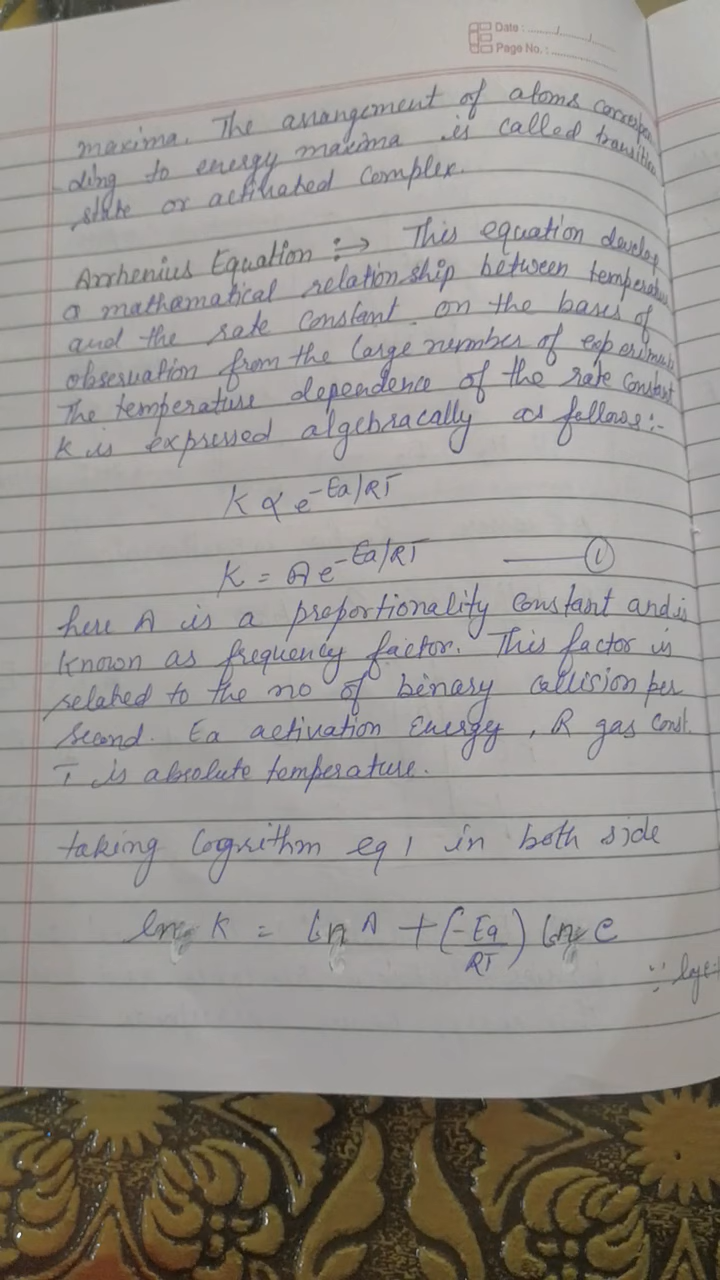 Date : ....../....../......
Page No. : ................
maxima. The arrangement of atoms correspon
ding to energy maxima is called transition
state or activated complex.
Arrhenius Equation :→ This equation develop
a mathematical relationship between temperature
and the rate constant on the bases of
obseruation from the large number of experiments
The temperature dependence of the rate constant
K is expressed algebracally as follows:-
K ∝ e^-Ea/RT
K = A e^-Ea/RT ——— ①
here A is a proportionality constant and is
known as frequency factor. This factor is
related to the no of binary collision per
second. Ea activation Energy, R gas const.
T is absolute temperature.
taking logrithm eq 1 in both side
ln K = ln A + (-Ea/RT) ln e
∵ loge